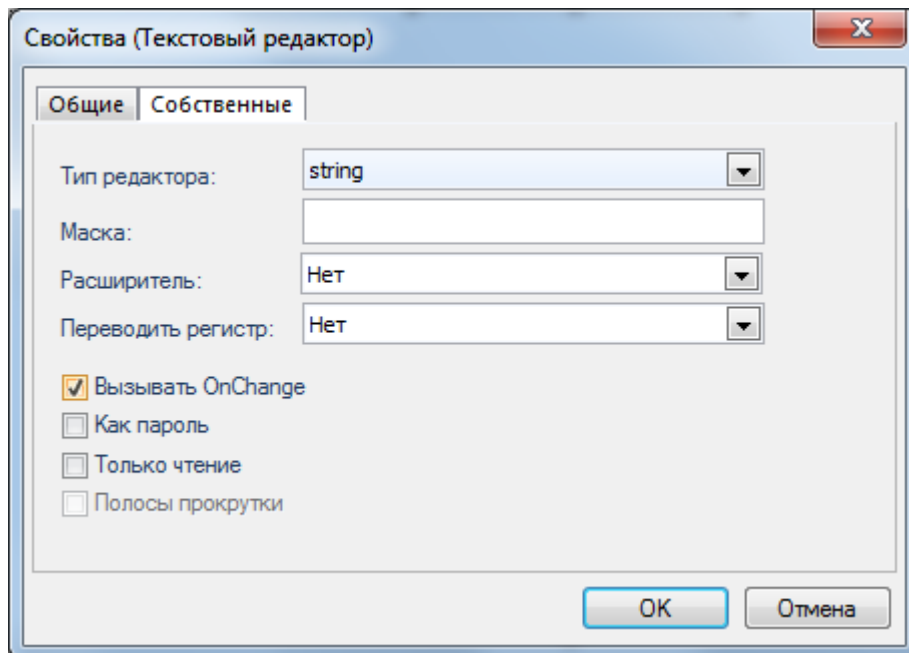 Свойства (Текстовый редактор)
Общие Собственные
Тип редактора: string
Маска:
Расширитель: Нет
Переводить регистр: Нет
Вызывать OnChange
Как пароль
Только чтение
Полосы прокрутки
OK Отмена